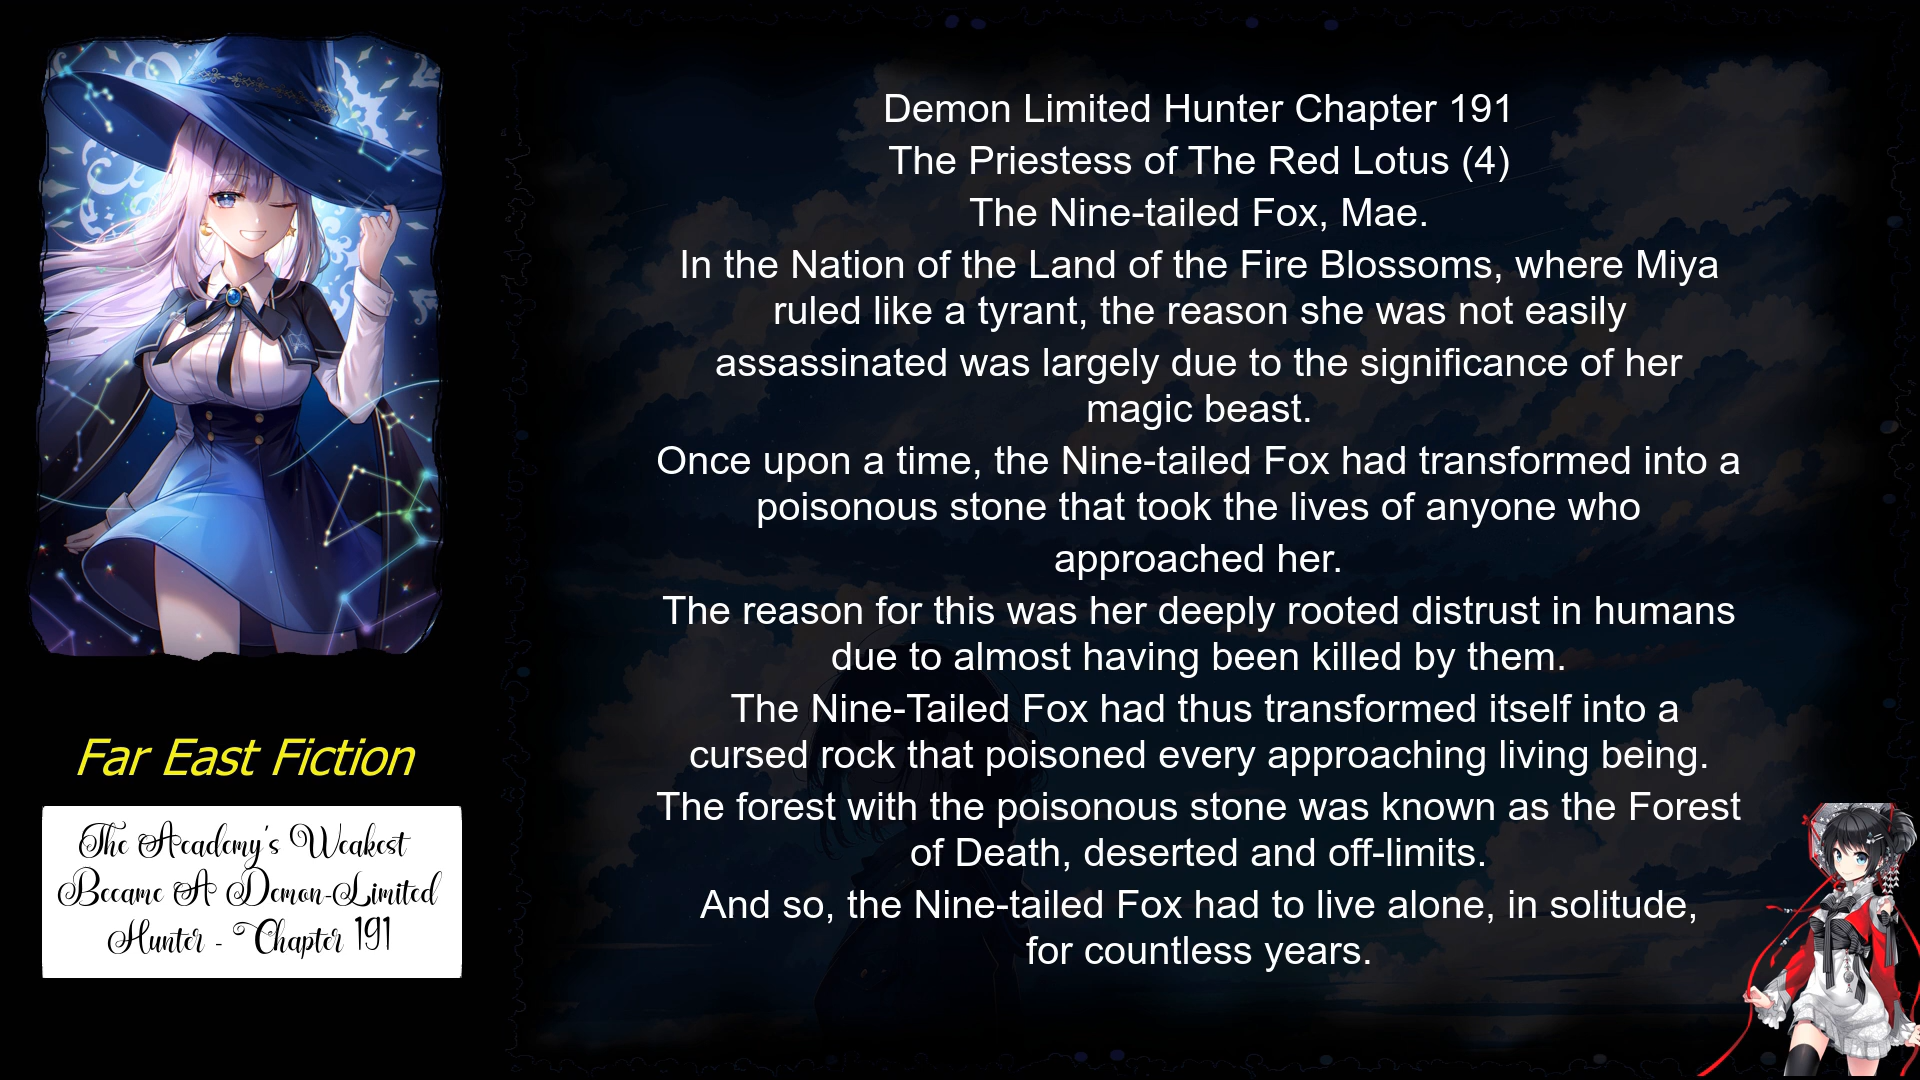 Demon Limited Hunter Chapter 191
The Priestess of The Red Lotus (4)
The Nine-tailed Fox, Mae.
In the Nation of the Land of the Fire Blossoms, where Miya
ruled like a tyrant, the reason she was not easily
assassinated was largely due to the significance of her
magic beast.
Once upon a time, the Nine-tailed Fox had transformed into a
poisonous stone that took the lives of anyone who
approached her.
The reason for this was her deeply rooted distrust in humans
due to almost having been killed by them.
The Nine-Tailed Fox had thus transformed itself into a
cursed rock that poisoned every approaching living being.
The forest with the poisonous stone was known as the Forest
of Death, deserted and off-limits.
And so, the Nine-tailed Fox had to live alone, in solitude,
for countless years.
Far East Fiction
The Academy's Weakest
Became A Demon-Limited
Hunter - Chapter 191